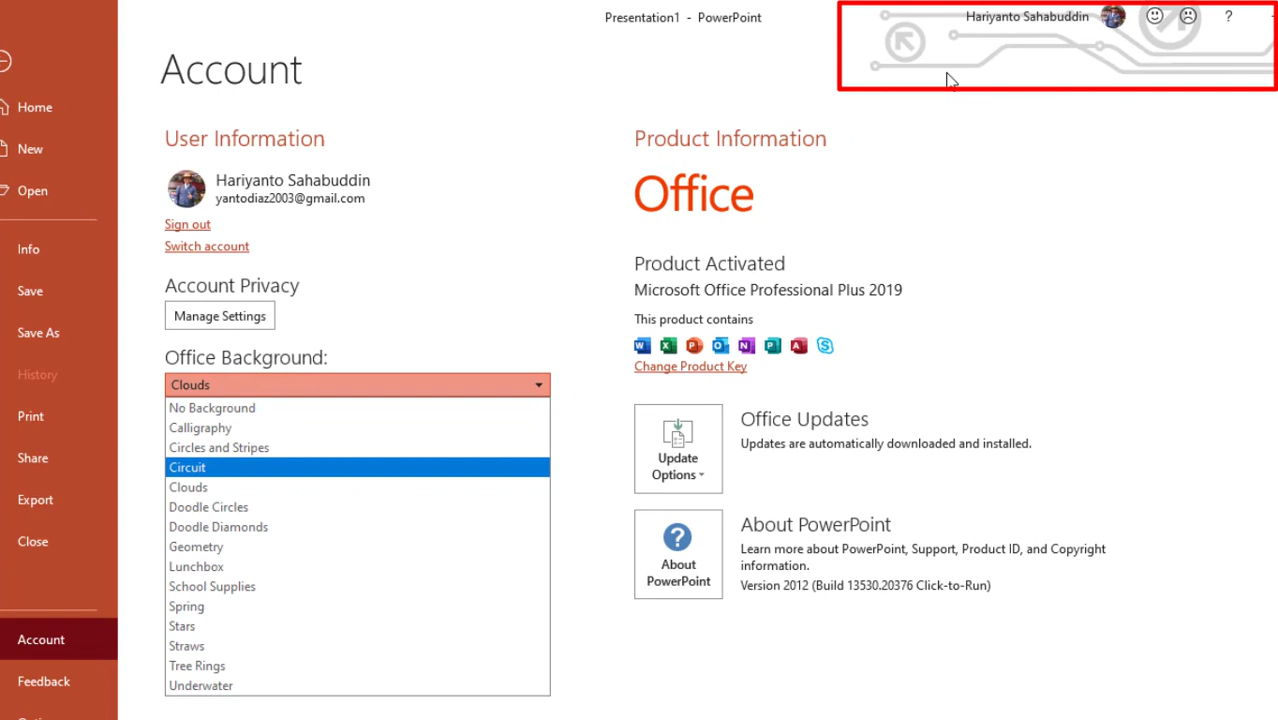 Presentation1 - PowerPoint
Hariyanto Sahabuddin
?
Account
Home
New
Open
Info
Save
Save As
History
Print
Share
Export
Close
Account
Feedback
User Information
Hariyanto Sahabuddin
yantodiaz2003@gmail.com
Sign out
Switch account
Account Privacy
Manage Settings
Office Background:
Clouds
No Background
Calligraphy
Circles and Stripes
Circuit
Clouds
Doodle Circles
Doodle Diamonds
Geometry
Lunchbox
School Supplies
Spring
Stars
Straws
Tree Rings
Underwater
Product Information
Office
Product Activated
Microsoft Office Professional Plus 2019
This product contains
Change Product Key
Update
Options
Office Updates
Updates are automatically downloaded and installed.
About
PowerPoint
About PowerPoint
Learn more about PowerPoint, Support, Product ID, and Copyright
information.
Version 2012 (Build 13530.20376 Click-to-Run)